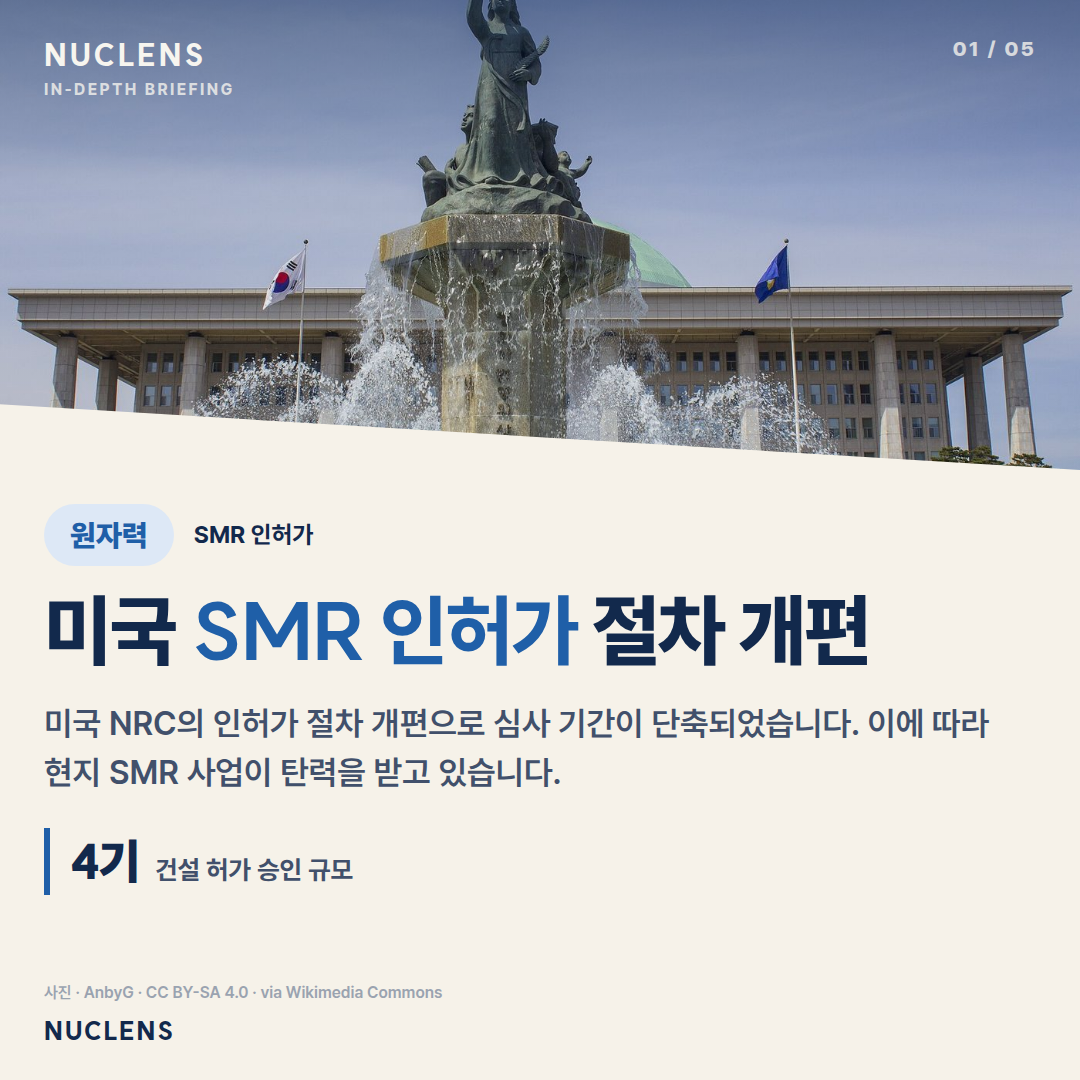 NUCLENS
IN-DEPTH BRIEFING
01 / 05
원자력
SMR 인허가
미국 SMR 인허가 절차 개편
미국 NRC의 인허가 절차 개편으로 심사 기간이 단축되었습니다. 이에 따라
현지 SMR 사업이 탄력을 받고 있습니다.
4기 건설 허가 승인 규모
사진 · AnbyG · CC BY-SA 4.0 · via Wikimedia Commons
NUCLENS